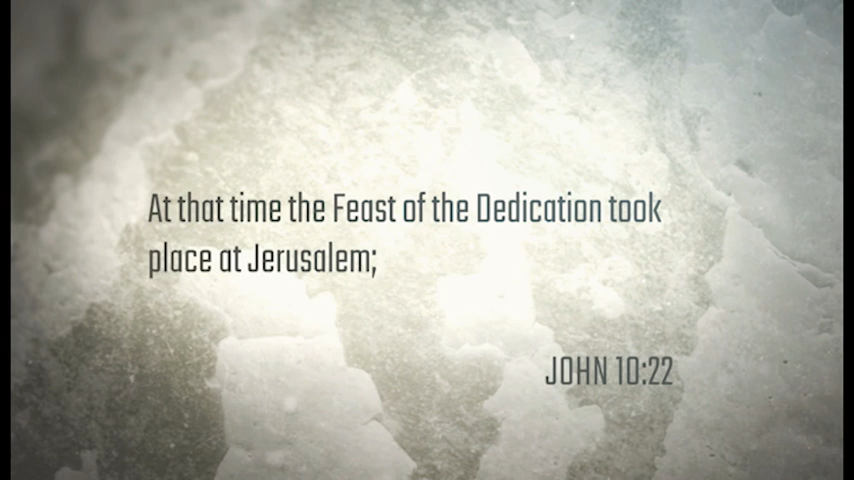 At that time the Feast of the Dedication took
place at Jerusalem;
JOHN 10:22